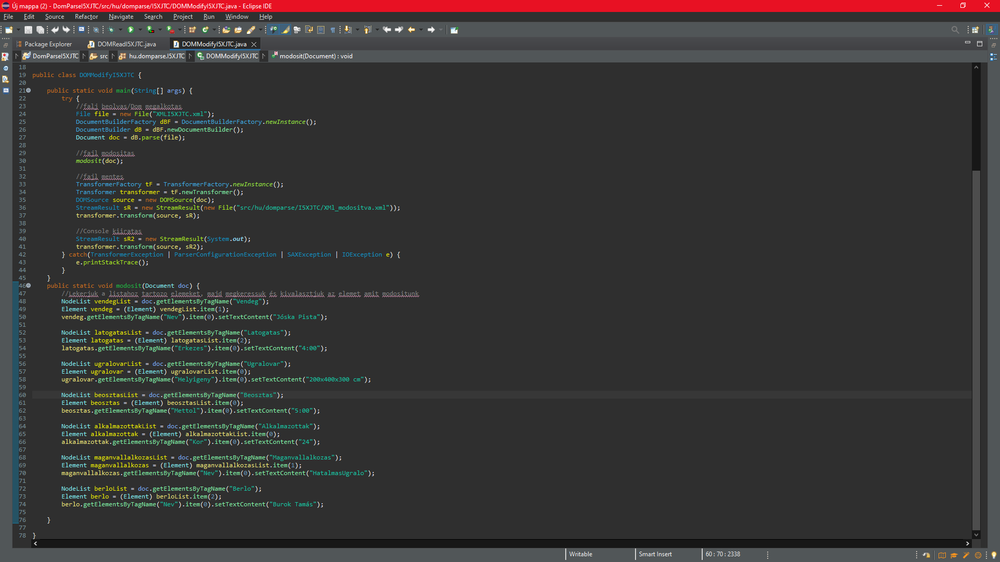 Új mappa (2) - DomParseI5XJTC/src/hu/domparse/I5XJTC/DOMModifyI5XJTC.java - Eclipse IDE
File Edit Source Refactor Navigate Search Project Run Window Help
Package Explorer DOMReadI5XJTC.java DOMModifyI5XJTC.java
DomParseI5XJTC src hu.domparse.I5XJTC DOMModifyI5XJTC modosit(Document) : void
18
19 public class DOMModifyI5XJTC {
20
21 public static void main(String[] args) {
22 try {
23 //falj beolvas/Dom megalkotas
24 File file = new File("XMLI5XJTC.xml");
25 DocumentBuilderFactory dBF = DocumentBuilderFactory.newInstance();
26 DocumentBuilder dB = dBF.newDocumentBuilder();
27 Document doc = dB.parse(file);
28
29 //fajl modositas
30 modosit(doc);
31
32 //fajl mentes
33 TransformerFactory tF = TransformerFactory.newInstance();
34 Transformer transformer = tF.newTransformer();
35 DOMSource source = new DOMSource(doc);
36 StreamResult sR = new StreamResult(new File("src/hu/domparse/I5XJTC/XMl_modositva.xml"));
37 transformer.transform(source, sR);
38
39 //Console kiiratas
40 StreamResult sR2 = new StreamResult(System.out);
41 transformer.transform(source, sR2);
42 } catch(TransformerException | ParserConfigurationException | SAXException | IOException e) {
43 e.printStackTrace();
44 }
45 }
46 public static void modosit(Document doc) {
47 //Lekerjuk a listahoz tartozo elemeket, majd megkeressuk és kivalasztjuk az elemet amit modositunk
48 NodeList vendegList = doc.getElementsByTagName("Vendeg");
49 Element vendeg = (Element) vendegList.item(1);
50 vendeg.getElementsByTagName("Nev").item(0).setTextContent("Jóska Pista");
51
52 NodeList latogatasList = doc.getElementsByTagName("Latogatas");
53 Element latogatas = (Element) latogatasList.item(2);
54 latogatas.getElementsByTagName("Erkezes").item(0).setTextContent("4:00");
55
56 NodeList ugralovarList = doc.getElementsByTagName("Ugralovar");
57 Element ugralovar = (Element) ugralovarList.item(0);
58 ugralovar.getElementsByTagName("Helyigeny").item(0).setTextContent("200x400x300 cm");
59
60 NodeList beosztasList = doc.getElementsByTagName("Beosztas");
61 Element beosztas = (Element) beosztasList.item(0);
62 beosztas.getElementsByTagName("Mettol").item(0).setTextContent("5:00");
63
64 NodeList alkalmazottakList = doc.getElementsByTagName("Alkalmazottak");
65 Element alkalmazottak = (Element) alkalmazottakList.item(0);
66 alkalmazottak.getElementsByTagName("Kor").item(0).setTextContent("24");
67
68 NodeList maganvallalkozasList = doc.getElementsByTagName("Maganvallalkozas");
69 Element maganvallalkozas = (Element) maganvallalkozasList.item(1);
70 maganvallalkozas.getElementsByTagName("Nev").item(0).setTextContent("HatalmasUgralo");
71
72 NodeList berloList = doc.getElementsByTagName("Berlo");
73 Element berlo = (Element) berloList.item(2);
74 berlo.getElementsByTagName("Nev").item(0).setTextContent("Burok Tamás");
75
76 }
77
78 }
Writable Smart Insert 60 : 70 : 2338